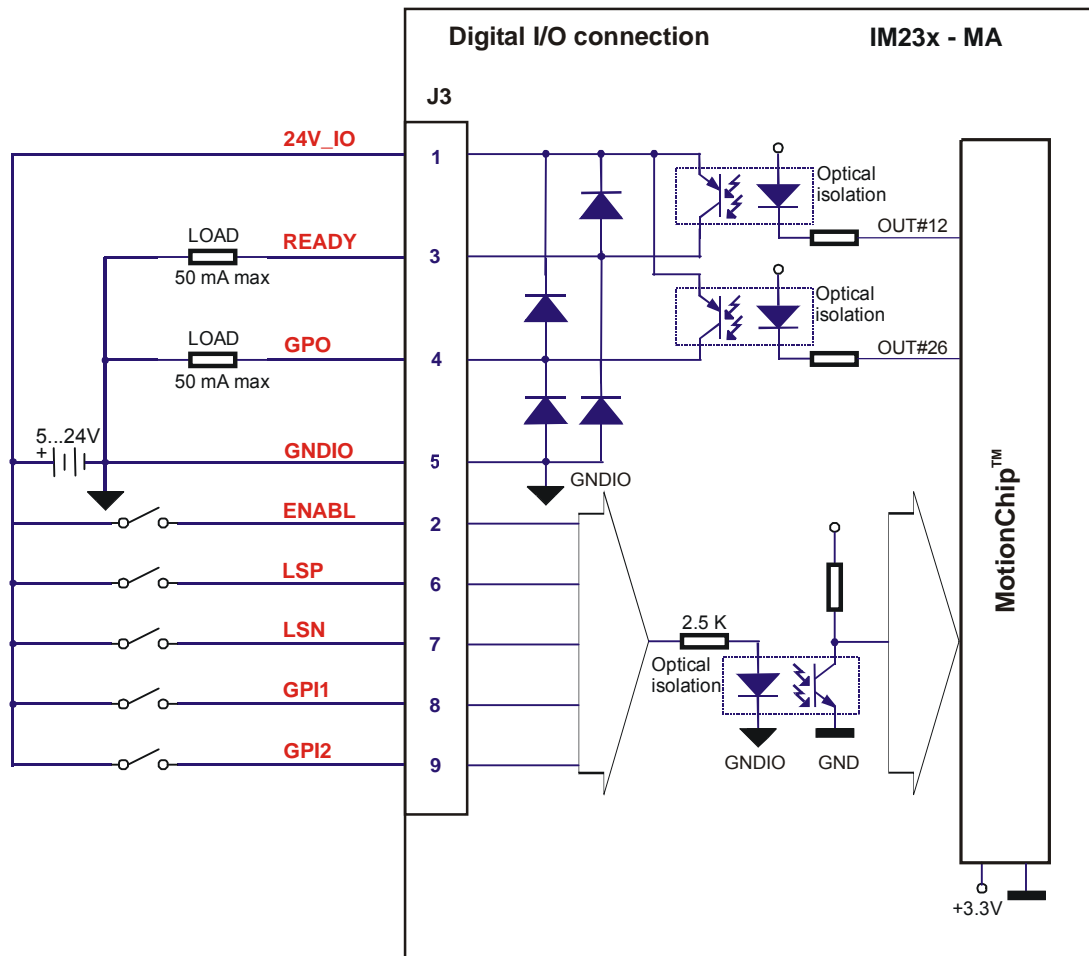 Digital I/O connection
IM23x - MA
J3
24V_IO
1
Optical
isolation
OUT#12
LOAD
READY
50 mA max
3
Optical
isolation
OUT#26
LOAD
GPO
50 mA max
4
5...24V
+
GNDIO
5
GNDIO
ENABL
2
LSP
6
LSN
7
2.5 K
Optical
isolation
GPI1
8
GPI2
9
GNDIO
GND
MotionChip™
+3.3V